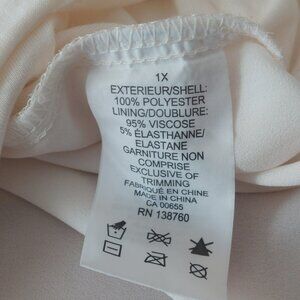 1X
EXTERIEUR/SHELL:
100% POLYESTER
LINING/DOUBLURE:
95% VISCOSE
5% ÉLASTHANNE/
ELASTANE
GARNITURE NON
COMPRISE
EXCLUSIVE OF
TRIMMING
FABRIQUÉ EN CHINE
MADE IN CHINA
CA 00655
RN 138760